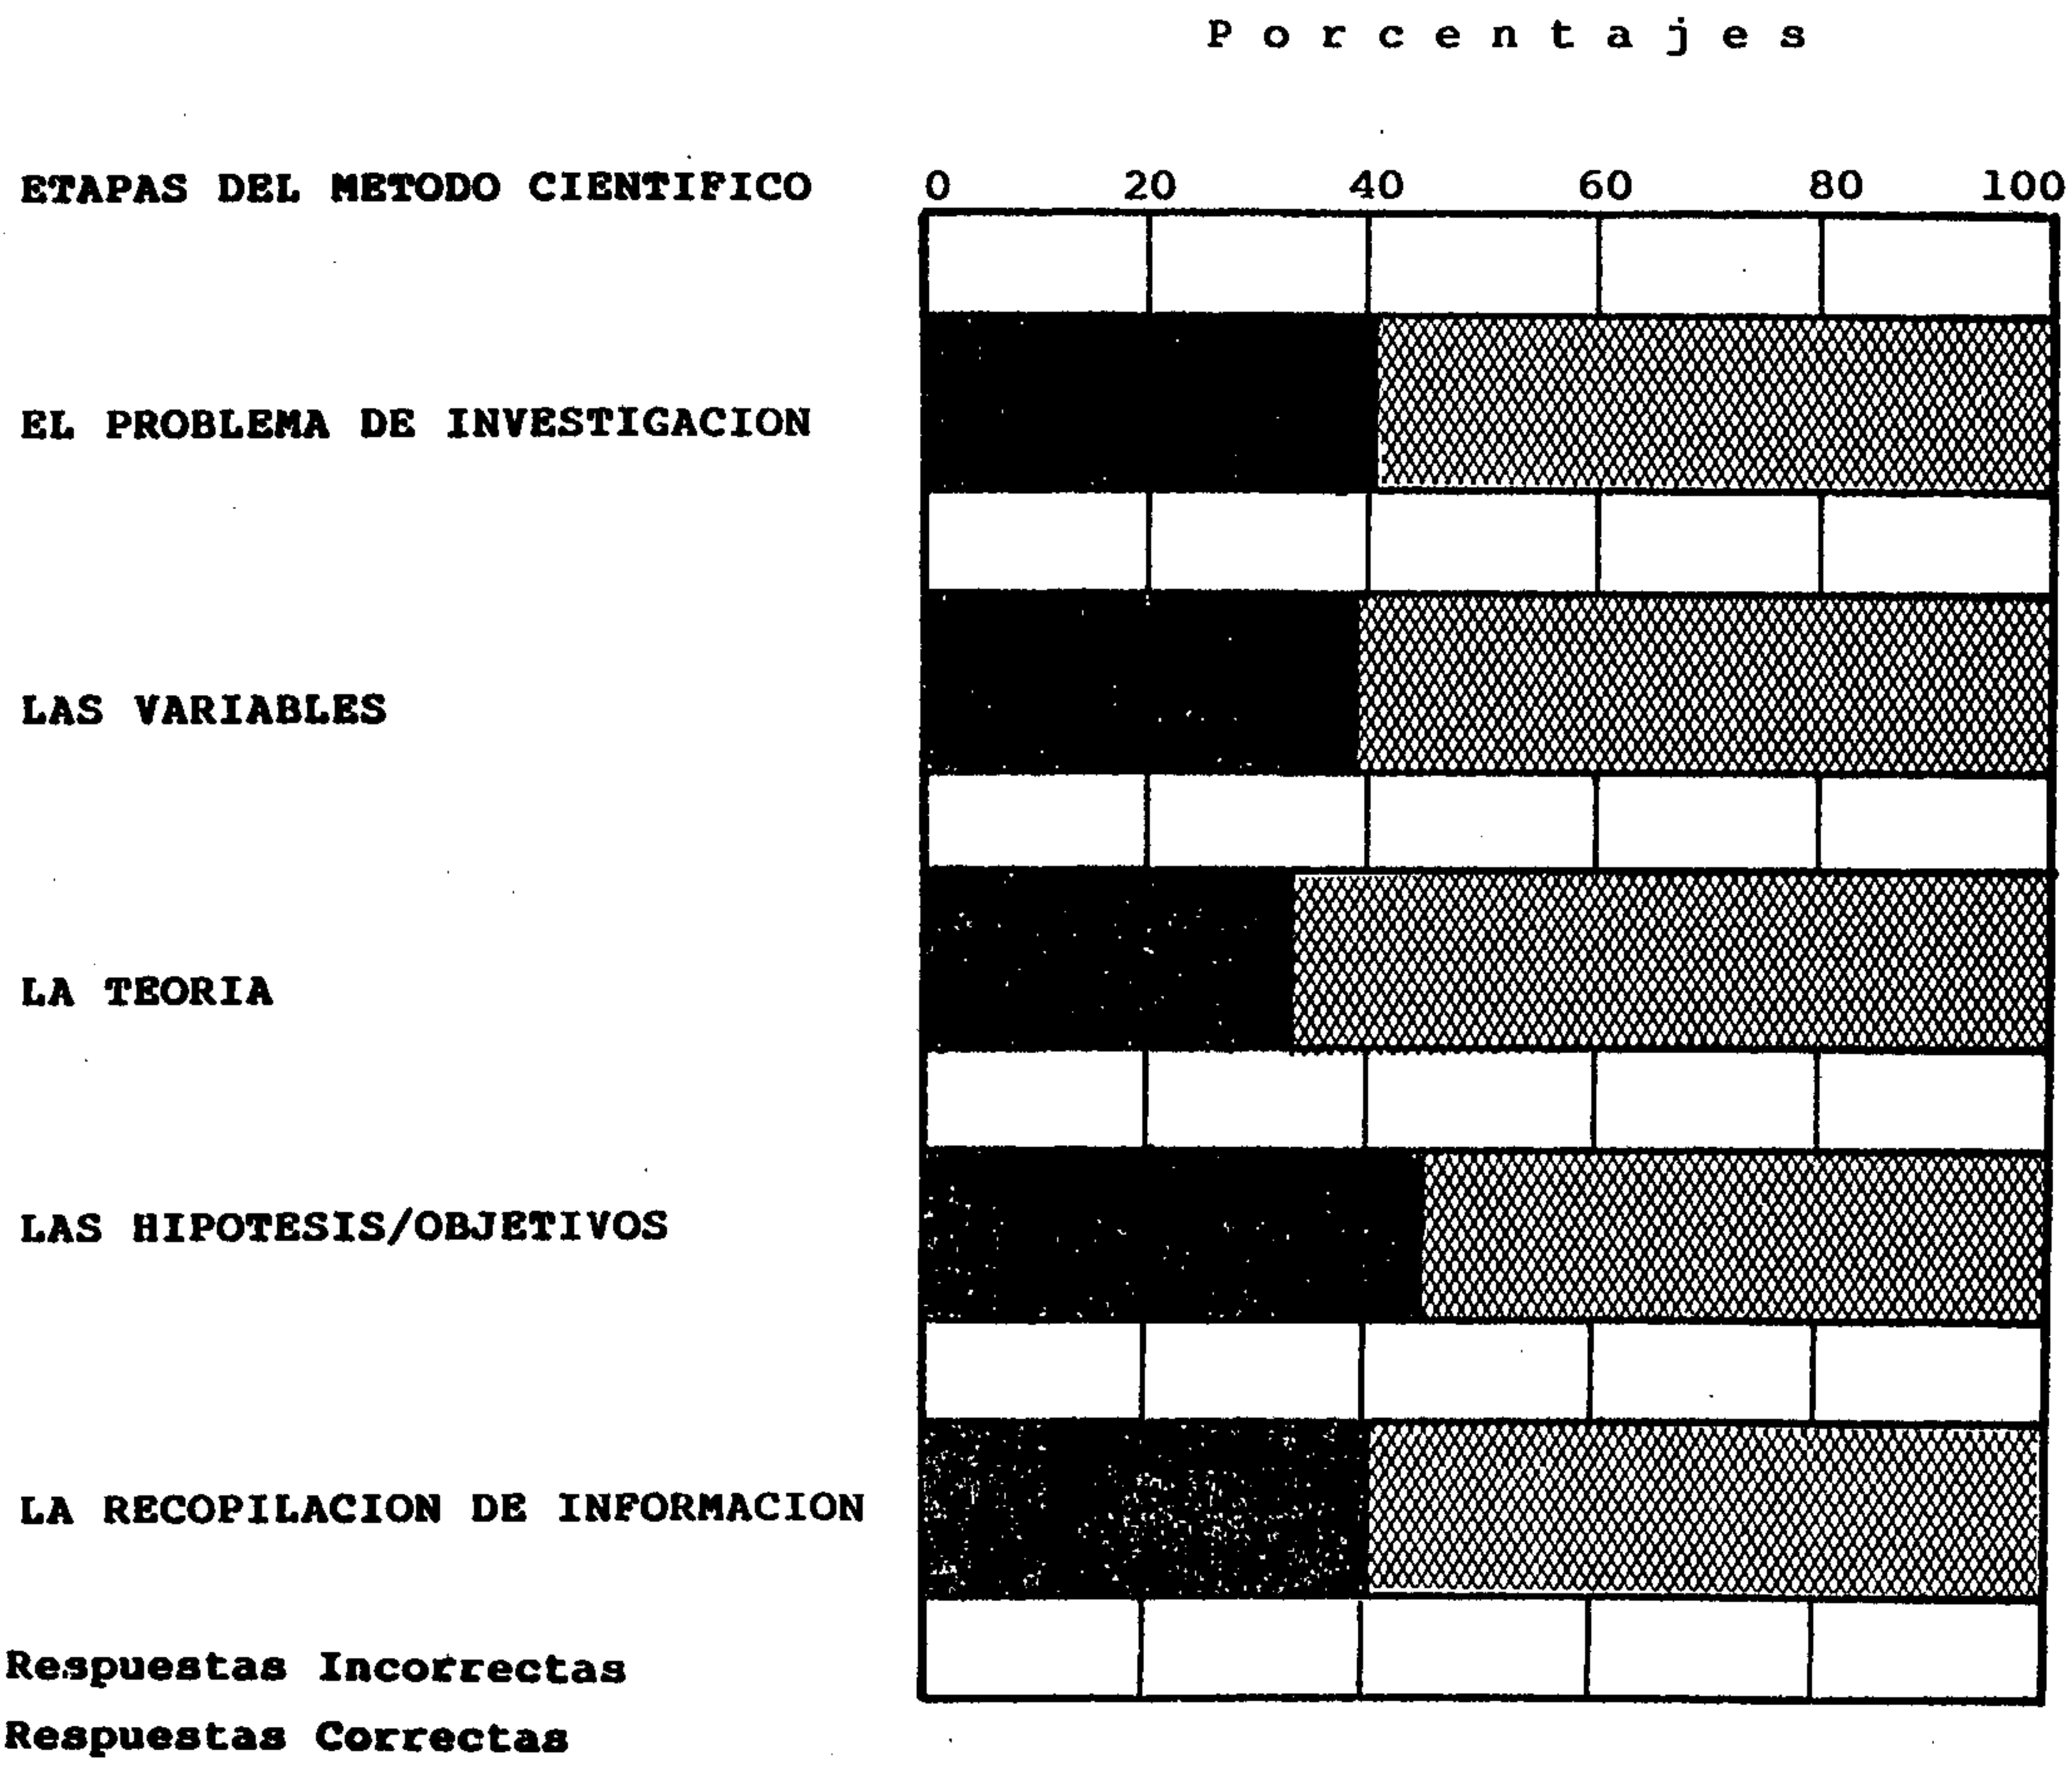 Porcentajes
ETAPAS DEL METODO CIENTIFICO 0 20 40 60 80 100
EL PROBLEMA DE INVESTIGACION
LAS VARIABLES
LA TEORIA
LAS HIPOTESIS/OBJETIVOS
LA RECOPILACION DE INFORMACION
Respuestas Incorrectas
Respuestas Correctas